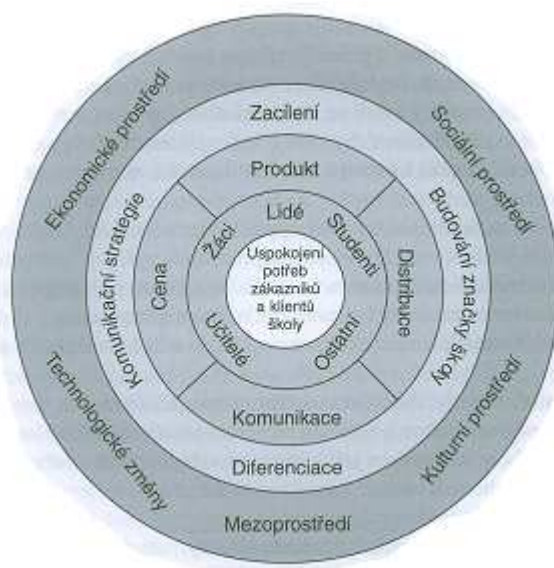 Ekonomické prostředí
Sociální prostředí
Zacílení
Komunikační strategie
Budování značky školy
Produkt
Cena
Distribuce
Lidé
Žáci
Studenti
Uspokojení
potřeb
zákazníků
a klientů
školy
Učitelé
Ostatní
Komunikace
Diferenciace
Technologické změny
Kulturní prostředí
Mezoprostředí